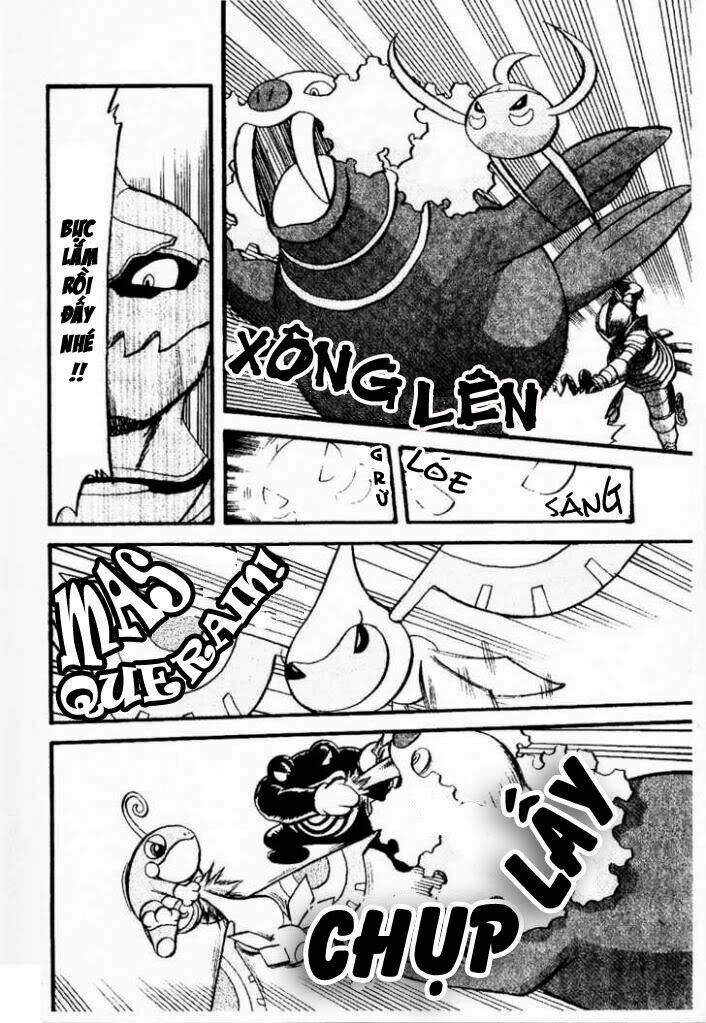 XÔNG LÊN
BỰC
LẮM
RỒI
ĐẤY
NHÉ
!!
GRỪ
LÓE
SÁNG
MAS
QUERAIN!
CHỤP LẤY